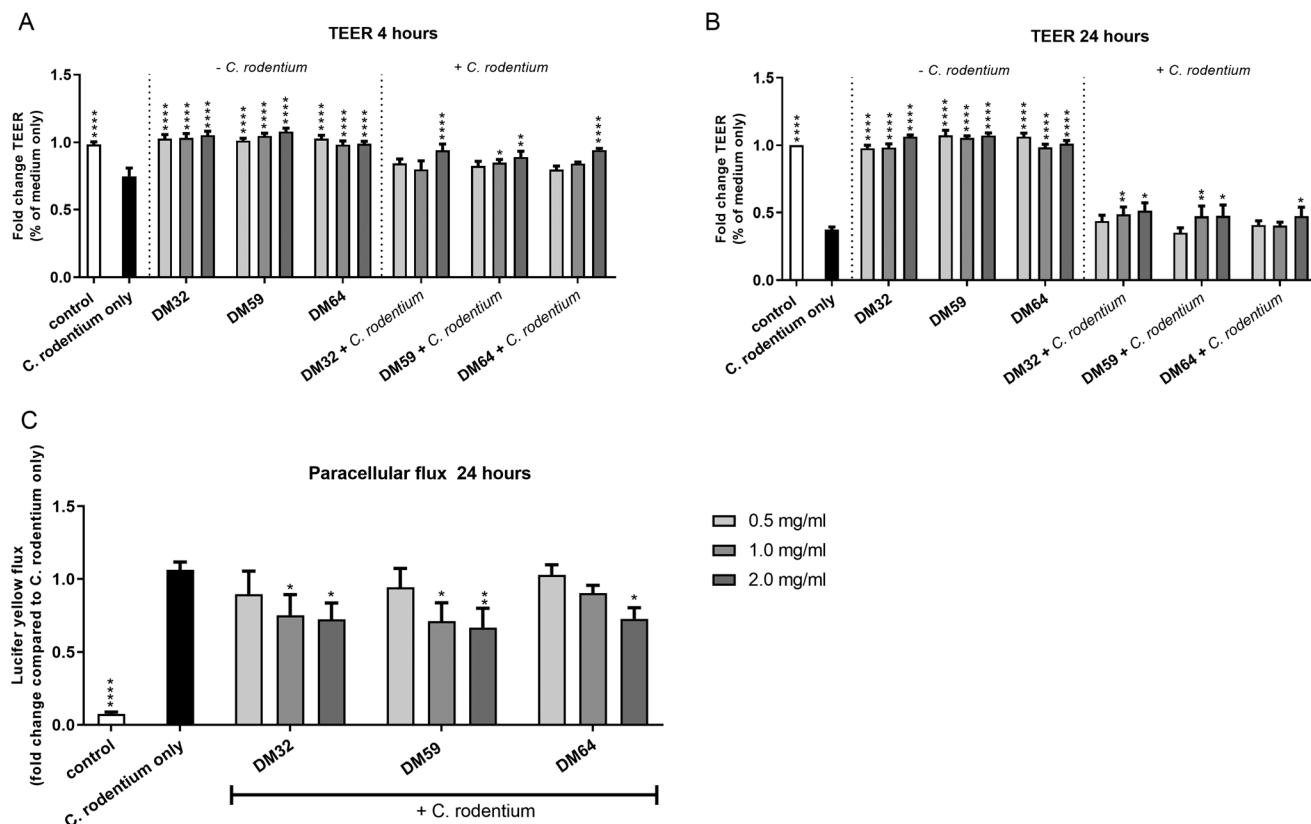 A
TEER 4 hours
- C. rodentium
+ C. rodentium
Fold change TEER
(% of medium only)
1.5
1.0
0.5
0.0
****
**** **** ****
**** **** ****
**** **** ****
****
* **
****
control
C. rodentium only
DM32
DM59
DM64
DM32 + C. rodentium
DM59 + C. rodentium
DM64 + C. rodentium
B
TEER 24 hours
- C. rodentium
+ C. rodentium
Fold change TEER
(% of medium only)
1.5
1.0
0.5
0.0
****
**** **** ****
**** **** ****
**** **** ****
** *
** *
*
control
C. rodentium only
DM32
DM59
DM64
DM32 + C. rodentium
DM59 + C. rodentium
DM64 + C. rodentium
C
Paracellular flux 24 hours
Lucifer yellow flux
(fold change compared to C. rodentium only)
1.5
1.0
0.5
0.0
****
* *
* **
*
control
C. rodentium only
DM32
DM59
DM64
+ C. rodentium
0.5 mg/ml
1.0 mg/ml
2.0 mg/ml